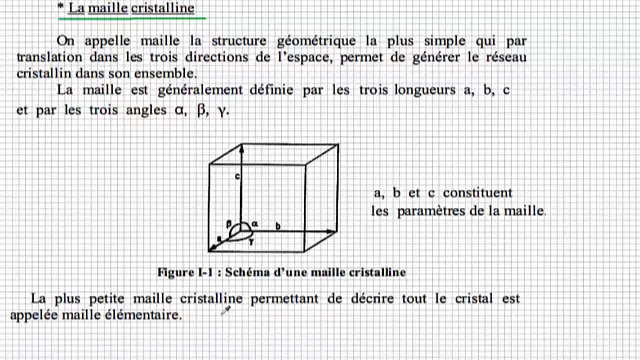 * La maille cristalline
On appelle maille la structure géométrique la plus simple qui par
translation dans les trois directions de l'espace, permet de générer le réseau
cristallin dans son ensemble.
La maille est généralement définie par les trois longueurs a, b, c
et par les trois angles α, β, γ.
c
β α b
a γ
a, b et c constituent
les paramètres de la maille.
Figure I-1 : Schéma d'une maille cristalline
La plus petite maille cristalline permettant de décrire tout le cristal est
appelée maille élémentaire.